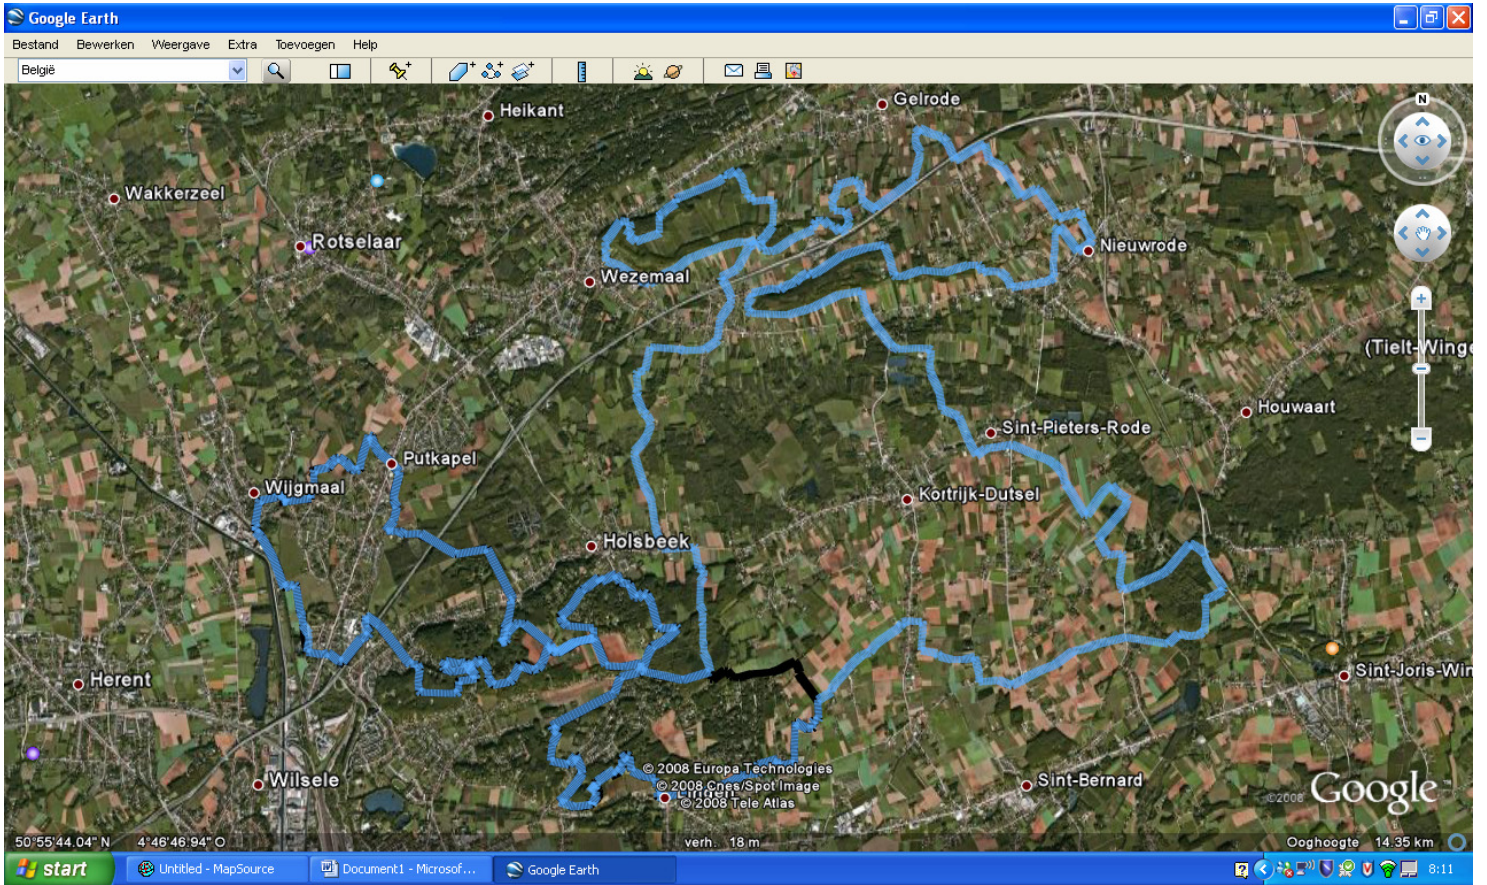 Google Earth
Bestand Bewerken Weergave Extra Toevoegen Help
België
Gelrode
N
Heikant
Wakkerzeel
Rotselaar
Nieuwrode
Wezemaal
(Tielt-Winge
Houwaart
Sint-Pieters-Rode
Putkapel
Wijgmaal
Kortrijk-Dutsel
Holsbeek
Herent
Sint-Joris-Win
© 2008 Europa Technologies
Wilsele
Sint-Bernard
© 2008 Cnes/Spot Image
©2008 Google™
© 2008 Tele Atlas
50°55'44.04" N 4°46'46.94" O verh. 18 m Ooghoogte 14.35 km
start Untitled - MapSource Document1 - Microsof... Google Earth 8:11